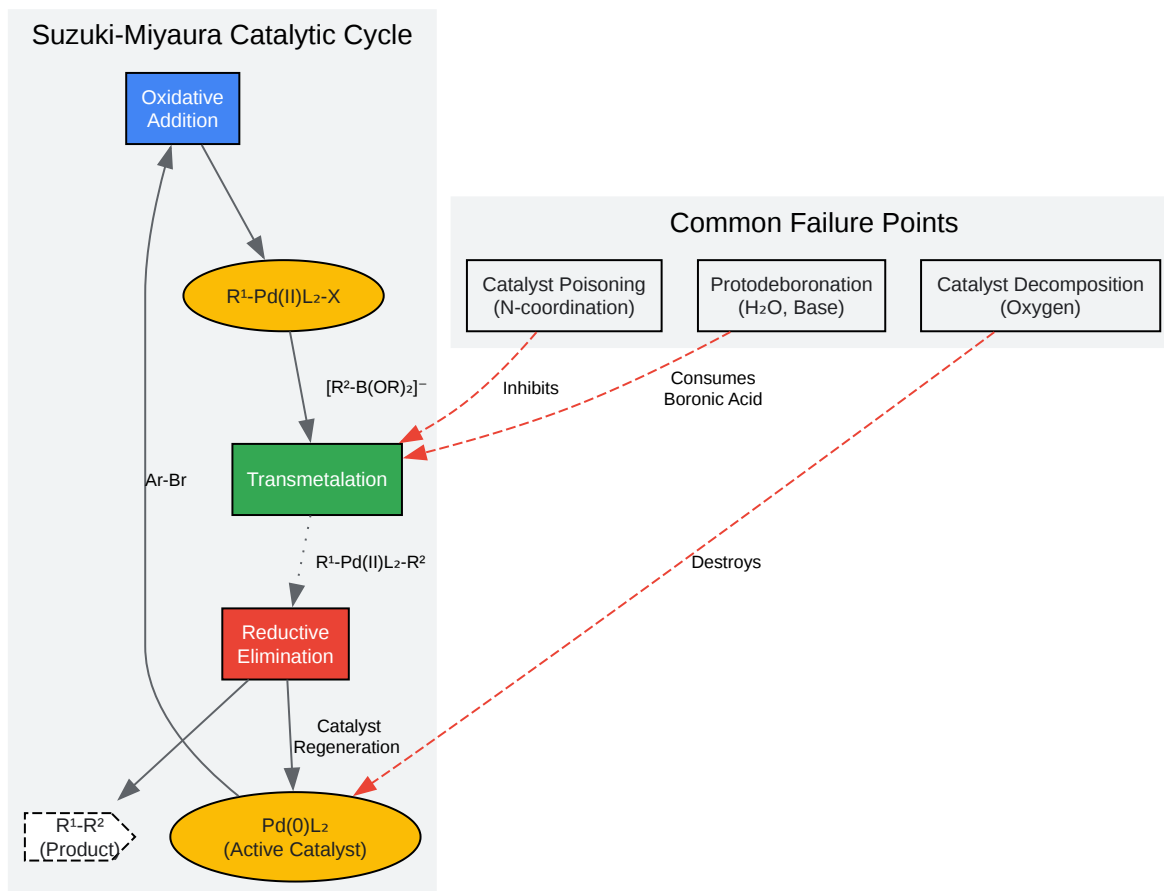 Suzuki-Miyaura Catalytic Cycle
Oxidative
Addition
R¹-Pd(II)L₂-X
[R²-B(OR)₂]⁻
Transmetalation
Ar-Br
R¹-Pd(II)L₂-R²
Reductive
Elimination
Catalyst
Regeneration
R¹-R²
(Product)
Pd(0)L₂
(Active Catalyst)
Common Failure Points
Catalyst Poisoning
(N-coordination)
Protodeboronation
(H₂O, Base)
Catalyst Decomposition
(Oxygen)
Inhibits
Consumes
Boronic Acid
Destroys